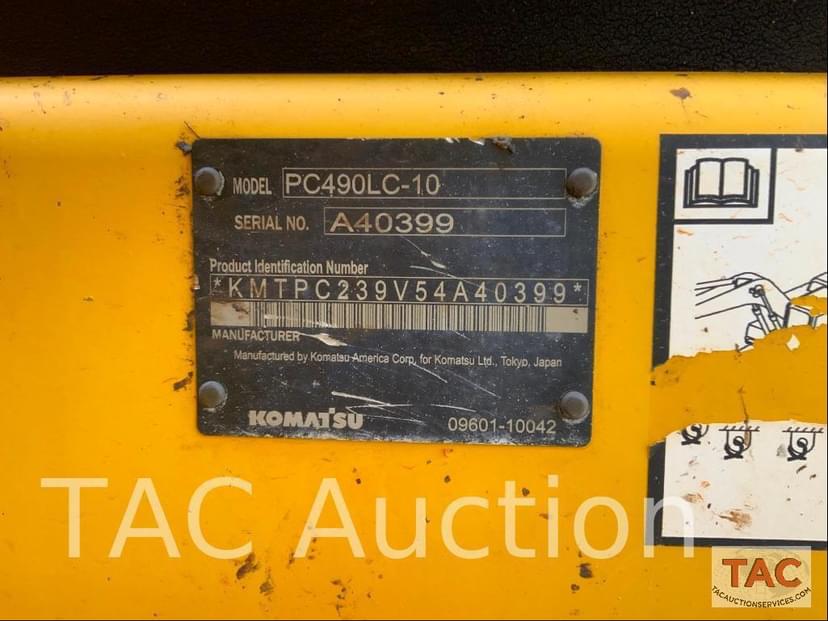 MODEL PC490LC-10
SERIAL NO. A40399
Product Identification Number
*KMTPC239V54A40399*
MANUFACTURER
Manufactured by Komatsu America Corp, for Komatsu Ltd., Tokyo, Japan
KOMATSU 09601-10042
TAC Auction
TAC
TACAUCTIONSERVICES.COM